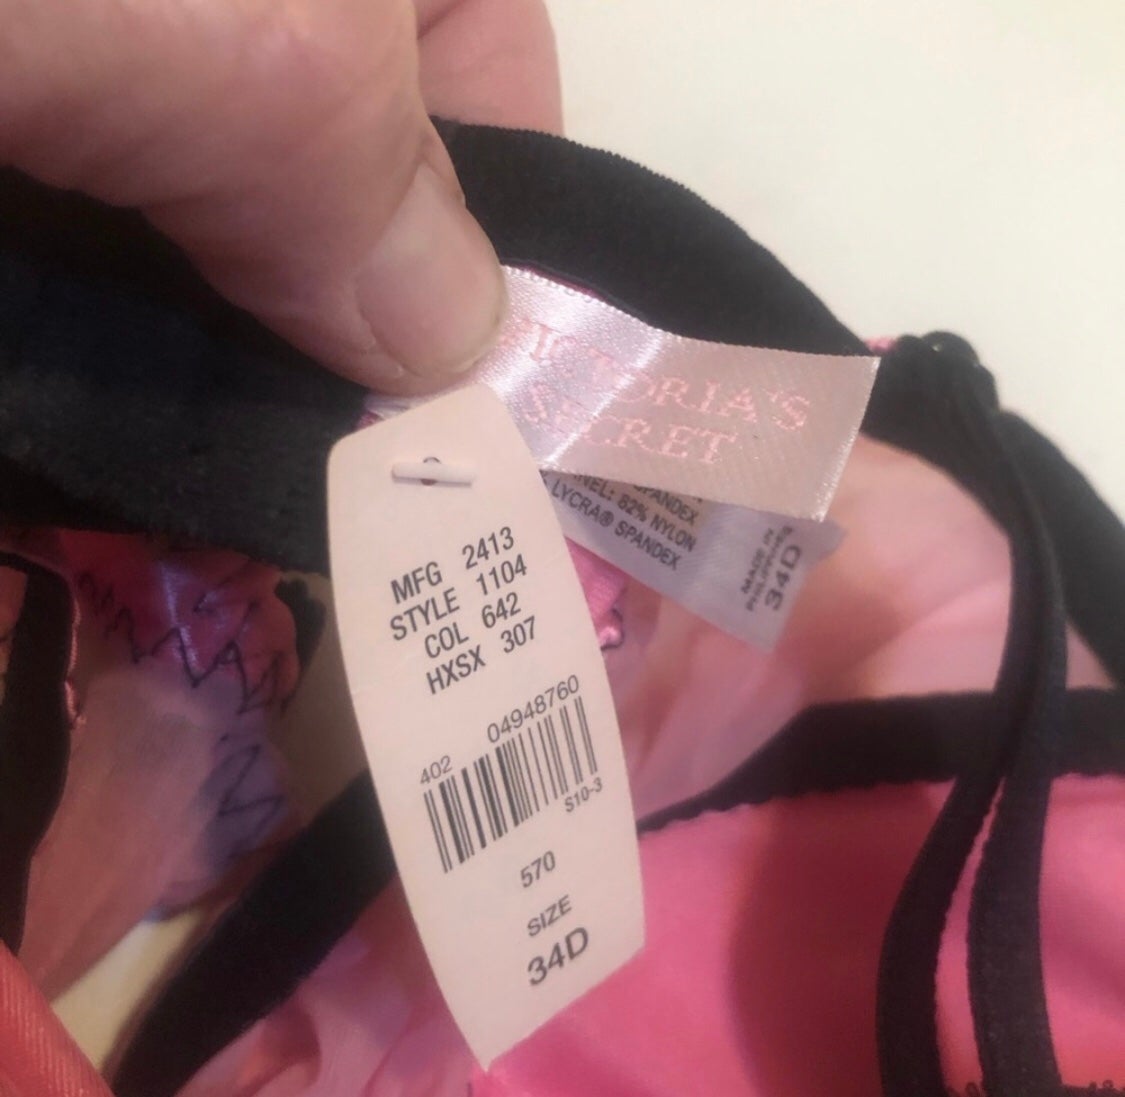 VICTORIA'S
SECRET
SPANDEX
NEL: 82% NYLON
LYCRA® SPANDEX
MADE IN
PHILIPPINES
34D
MFG 2413
STYLE 1104
COL 642
HXSX 307
402 04948760
S10-3
570
SIZE
34D